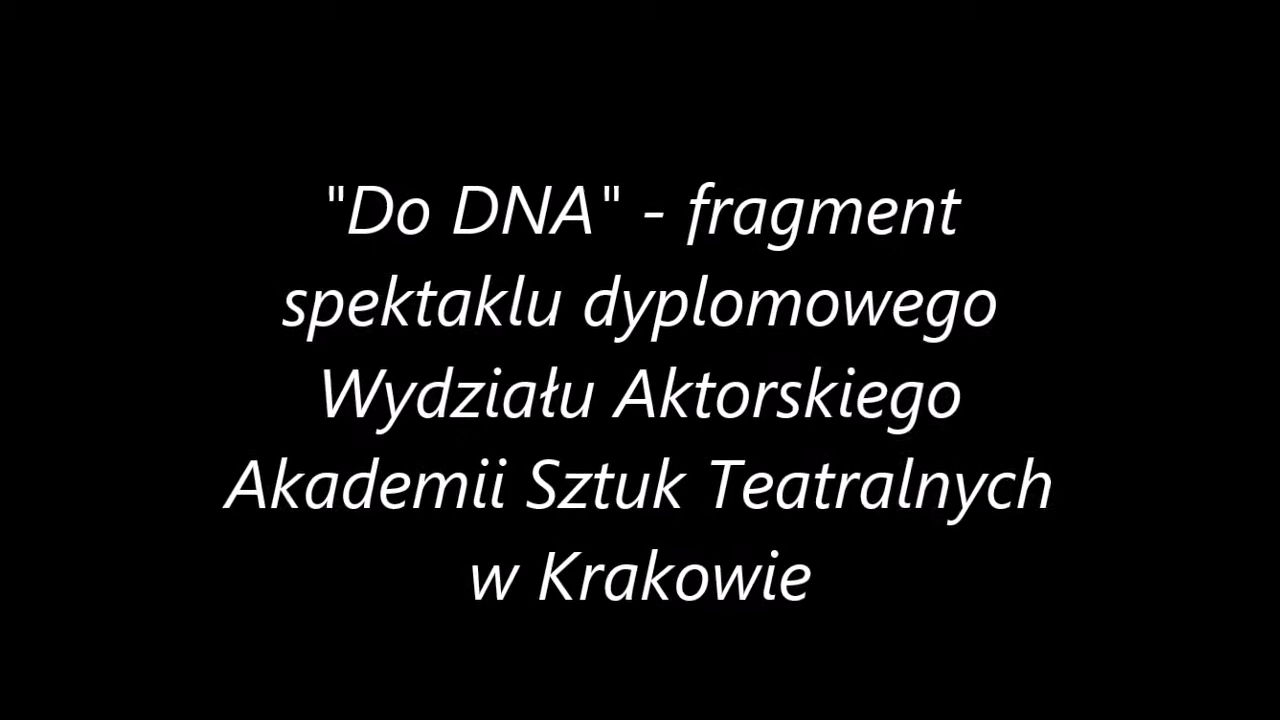 "Do DNA" - fragment
spektaklu dyplomowego
Wydziału Aktorskiego
Akademii Sztuk Teatralnych
w Krakowie